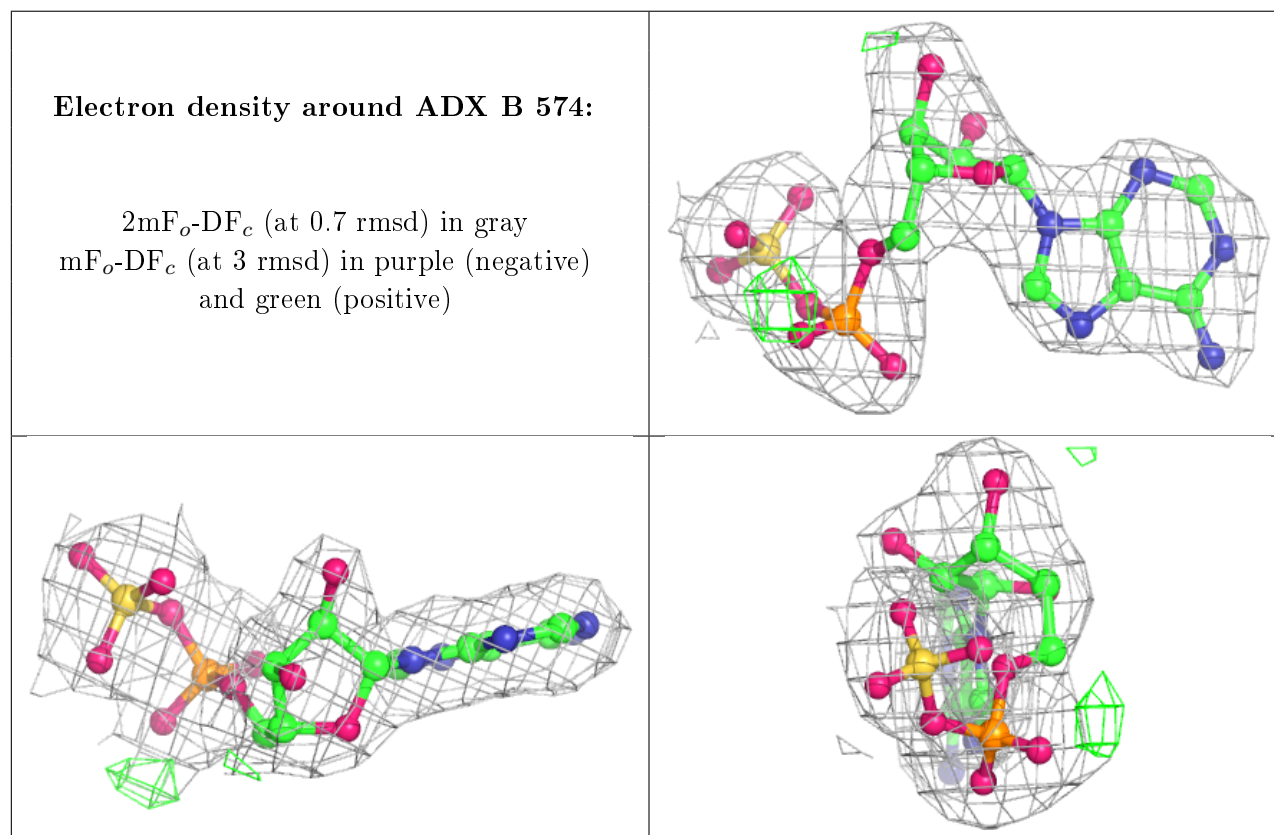 Electron density around ADX B 574:
2mFₒ-DF𝒸 (at 0.7 rmsd) in gray
mFₒ-DF𝒸 (at 3 rmsd) in purple (negative)
and green (positive)